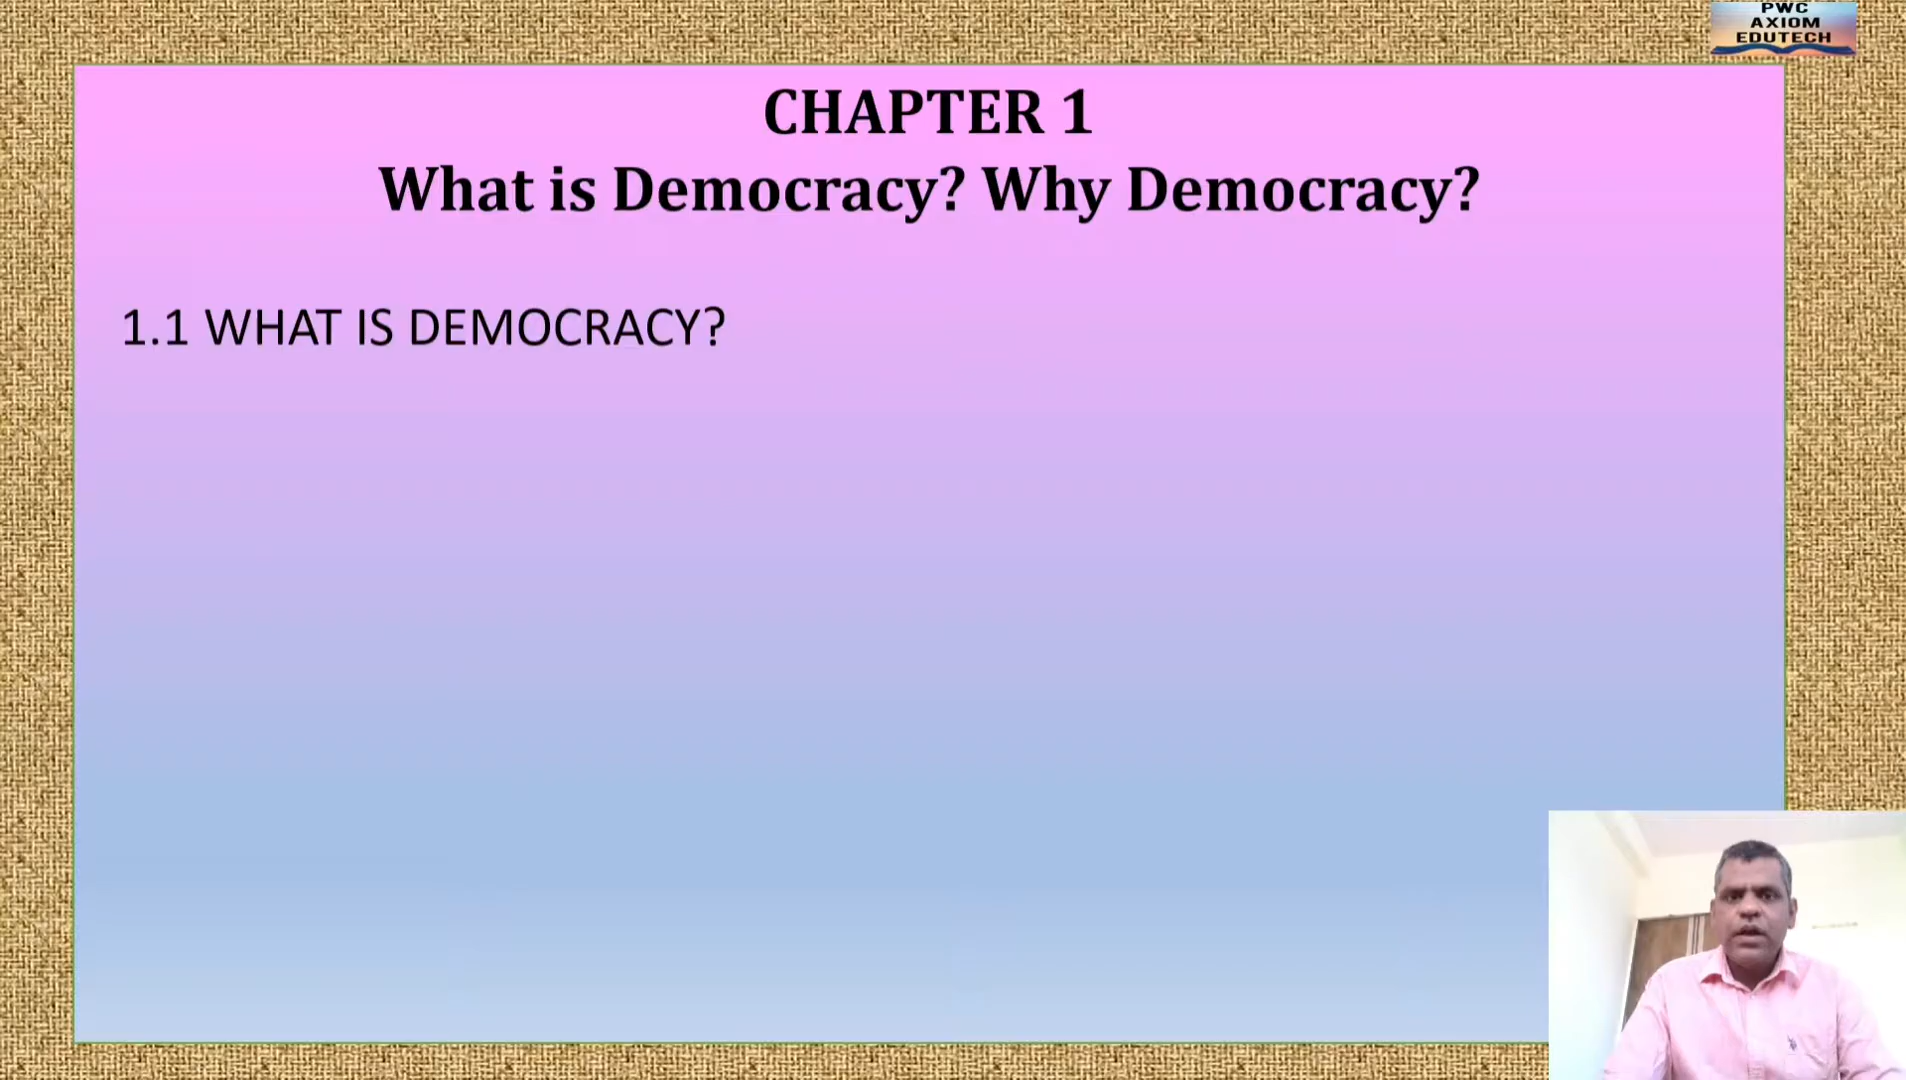 PWC
AXIOM
EDUTECH
CHAPTER 1
What is Democracy? Why Democracy?
1.1 WHAT IS DEMOCRACY?